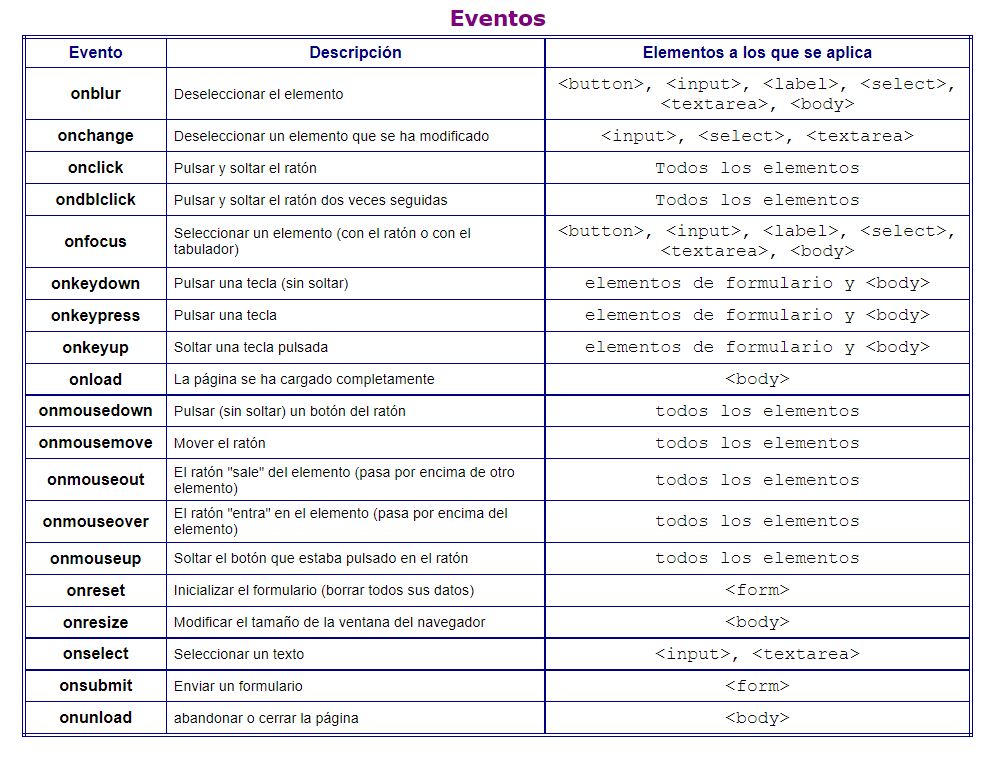 Eventos
Evento Descripción Elementos a los que se aplica
onblur Deseleccionar el elemento <button>, <input>, <label>, <select>,
<textarea>, <body>
onchange Deseleccionar un elemento que se ha modificado <input>, <select>, <textarea>
onclick Pulsar y soltar el ratón Todos los elementos
ondblclick Pulsar y soltar el ratón dos veces seguidas Todos los elementos
onfocus Seleccionar un elemento (con el ratón o con el
tabulador) <button>, <input>, <label>, <select>,
<textarea>, <body>
onkeydown Pulsar una tecla (sin soltar) elementos de formulario y <body>
onkeypress Pulsar una tecla elementos de formulario y <body>
onkeyup Soltar una tecla pulsada elementos de formulario y <body>
onload La página se ha cargado completamente <body>
onmousedown Pulsar (sin soltar) un botón del ratón todos los elementos
onmousemove Mover el ratón todos los elementos
onmouseout El ratón "sale" del elemento (pasa por encima de otro
elemento) todos los elementos
onmouseover El ratón "entra" en el elemento (pasa por encima del
elemento) todos los elementos
onmouseup Soltar el botón que estaba pulsado en el ratón todos los elementos
onreset Inicializar el formulario (borrar todos sus datos) <form>
onresize Modificar el tamaño de la ventana del navegador <body>
onselect Seleccionar un texto <input>, <textarea>
onsubmit Enviar un formulario <form>
onunload abandonar o cerrar la página <body>